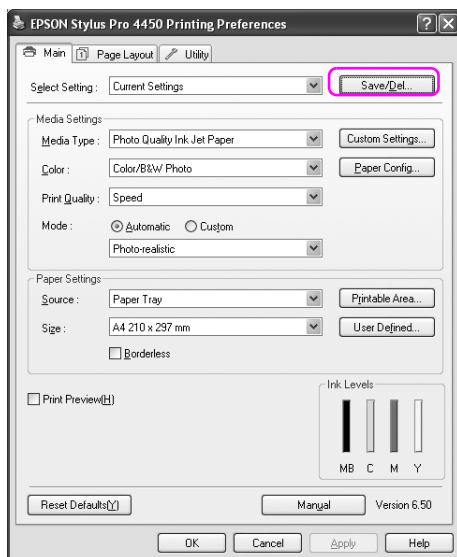 EPSON Stylus Pro 4450 Printing Preferences
Main Page Layout Utility
Select Setting : Current Settings Save/Del...
Media Settings
Media Type : Photo Quality Ink Jet Paper Custom Settings...
Color : Color/B&W Photo Paper Config...
Print Quality : Speed
Mode : Automatic Custom
Photo-realistic
Paper Settings
Source : Paper Tray Printable Area...
Size : A4 210 x 297 mm User Defined...
Borderless
Print Preview(H)
Ink Levels
MB C M Y
Reset Defaults(Y) Manual Version 6.50
OK Cancel Apply Help